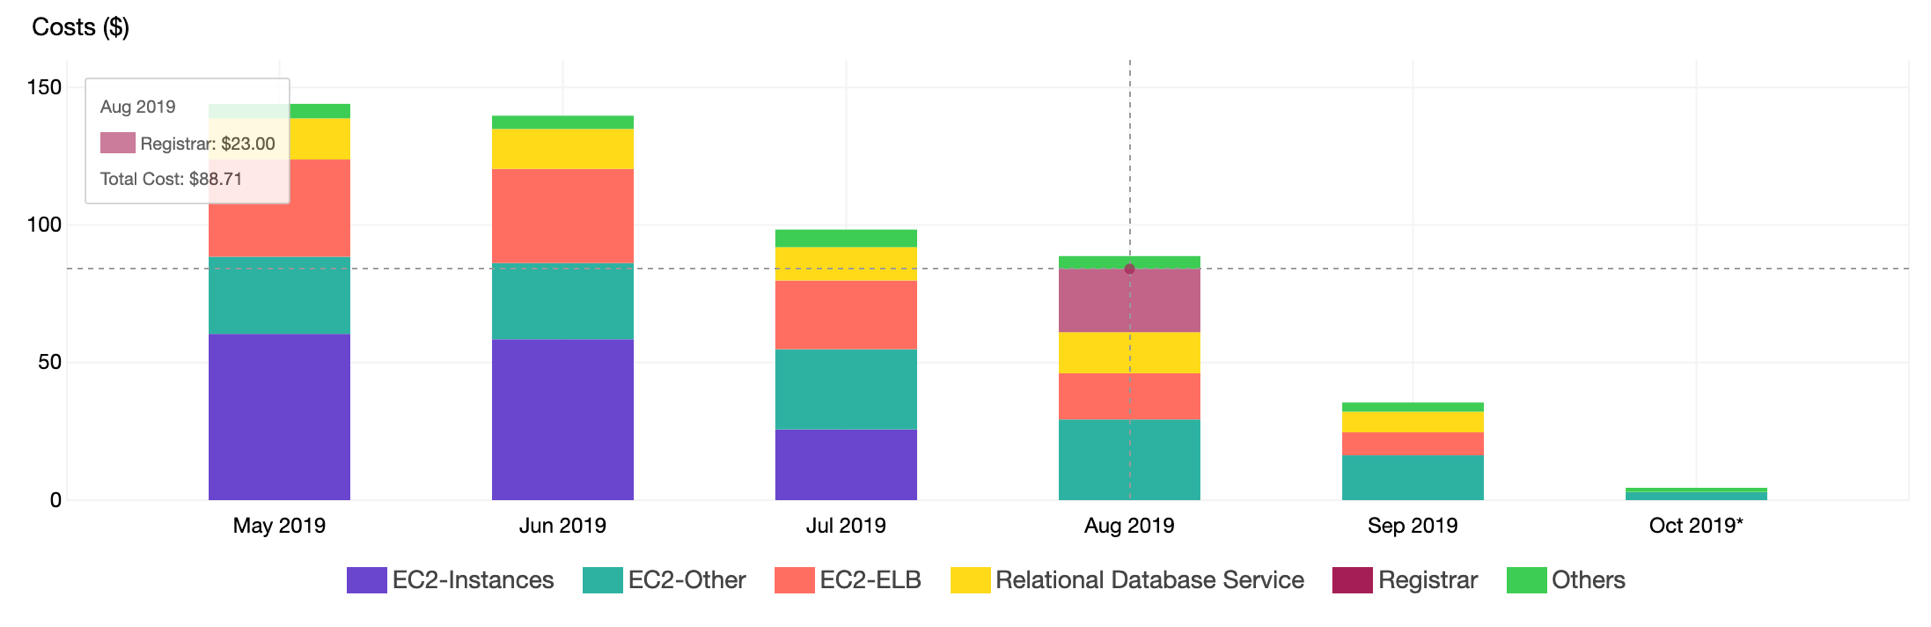 Costs ($)
150
100
50
0
Aug 2019
Registrar: $23.00
Total Cost: $88.71
May 2019
Jun 2019
Jul 2019
Aug 2019
Sep 2019
Oct 2019*
EC2-Instances
EC2-Other
EC2-ELB
Relational Database Service
Registrar
Others